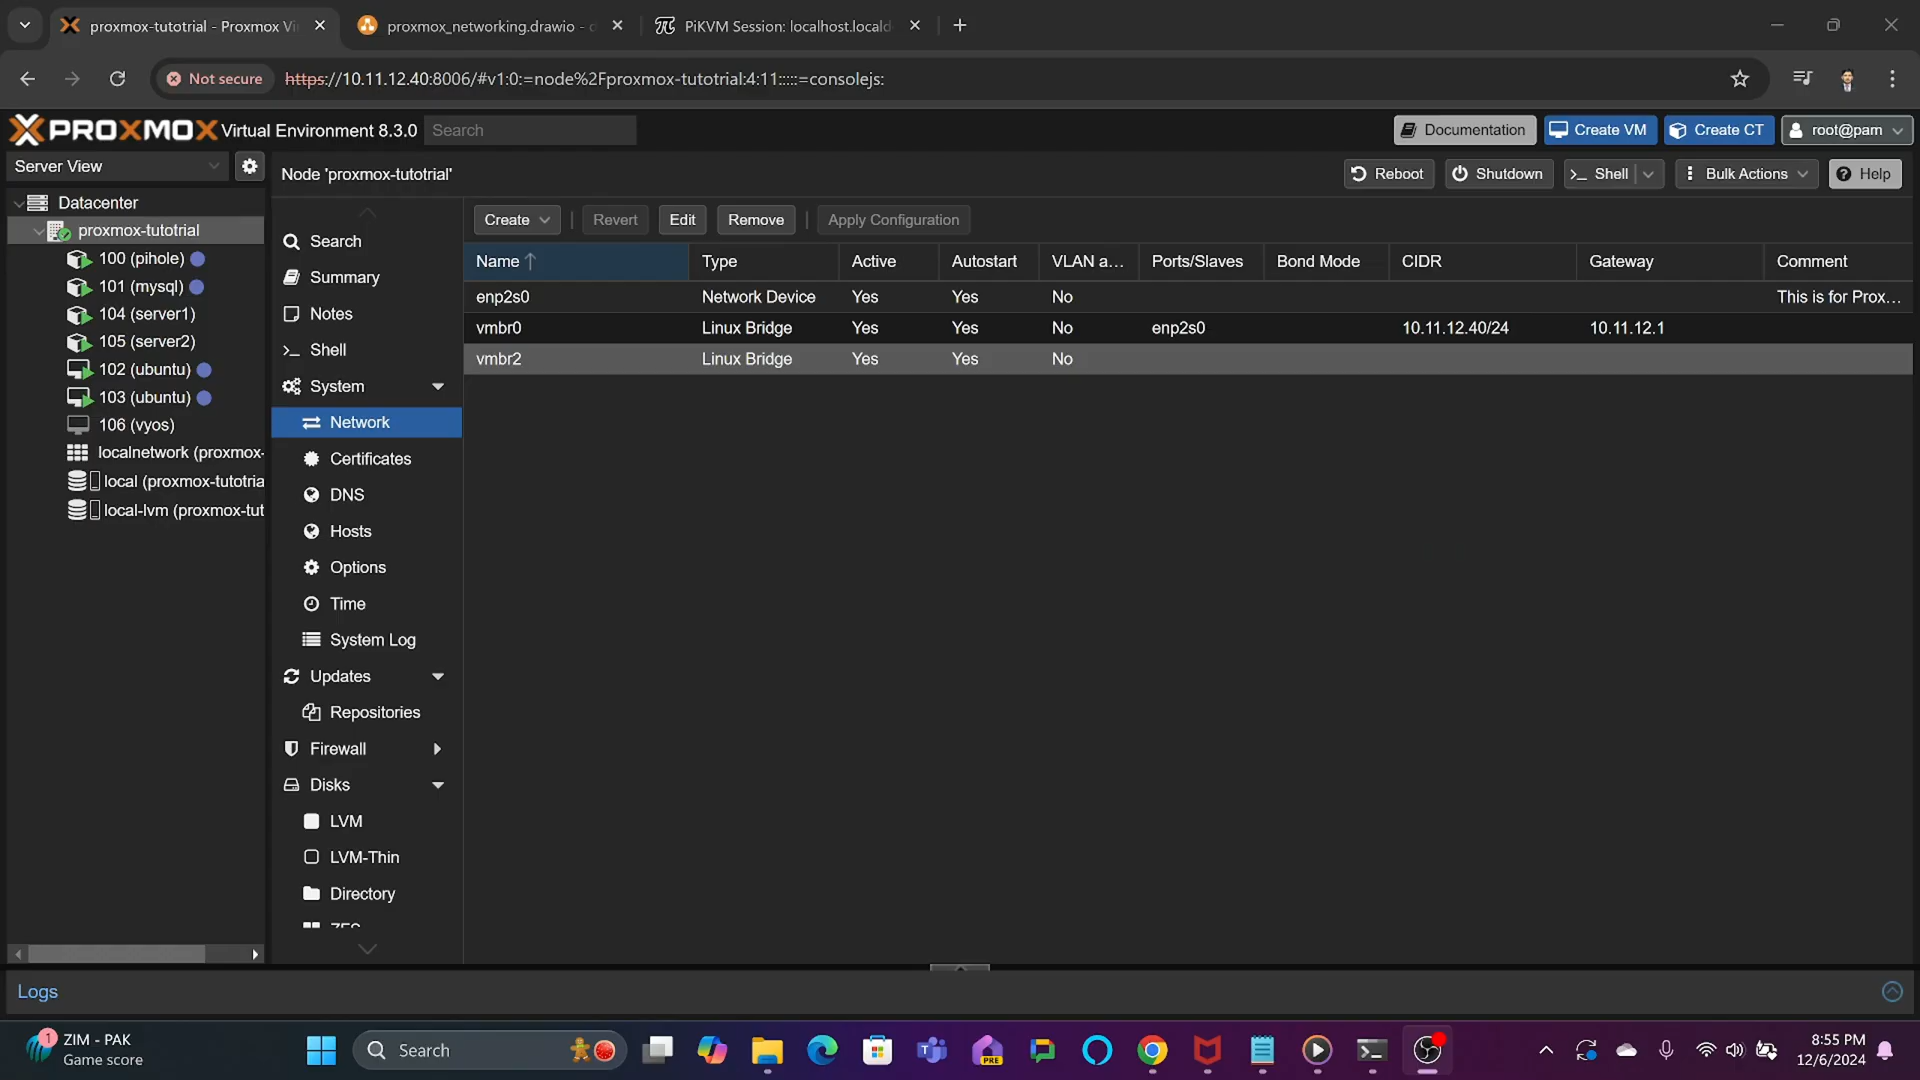 proxmox-tutotrial - Proxmox Vi
proxmox_networking.drawio - d
PiKVM Session: localhost.locald
Not secure
https://10.11.12.40:8006/#v1:0:=node%2Fproxmox-tutotrial:4:11:::::=consolejs:
PROXMOX Virtual Environment 8.3.0
Search
Documentation
Create VM
Create CT
root@pam
Server View
Node 'proxmox-tutotrial'
Reboot
Shutdown
Shell
Bulk Actions
Help
Datacenter
proxmox-tutotrial
100 (pihole)
101 (mysql)
104 (server1)
105 (server2)
102 (ubuntu)
103 (ubuntu)
106 (vyos)
localnetwork (proxmox-
local (proxmox-tutotria
local-lvm (proxmox-tut
Search
Summary
Notes
Shell
System
Network
Certificates
DNS
Hosts
Options
Time
System Log
Updates
Repositories
Firewall
Disks
LVM
LVM-Thin
Directory
ZFS
Create
Revert
Edit
Remove
Apply Configuration
Name Type Active Autostart VLAN a... Ports/Slaves Bond Mode CIDR Gateway Comment
enp2s0 Network Device Yes Yes No This is for Prox...
vmbr0 Linux Bridge Yes Yes No enp2s0 10.11.12.40/24 10.11.12.1
vmbr2 Linux Bridge Yes Yes No
Logs
1
ZIM - PAK
Game score
Search
PRE
8:55 PM
12/6/2024